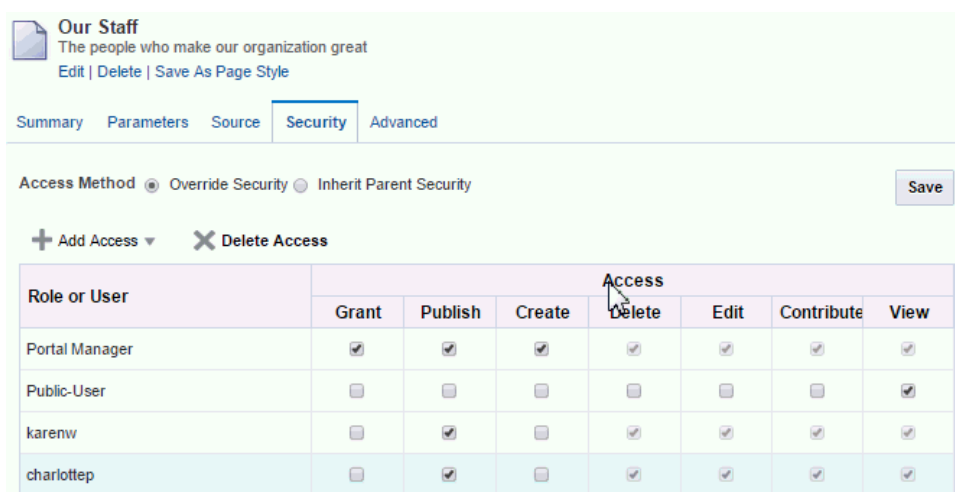 Our Staff
The people who make our organization great
Edit | Delete | Save As Page Style
Summary Parameters Source Security Advanced
Access Method Override Security Inherit Parent Security Save
Add Access Delete Access
Role or User Access
Grant Publish Create Delete Edit Contribute View
Portal Manager
Public-User
karenw
charlottep